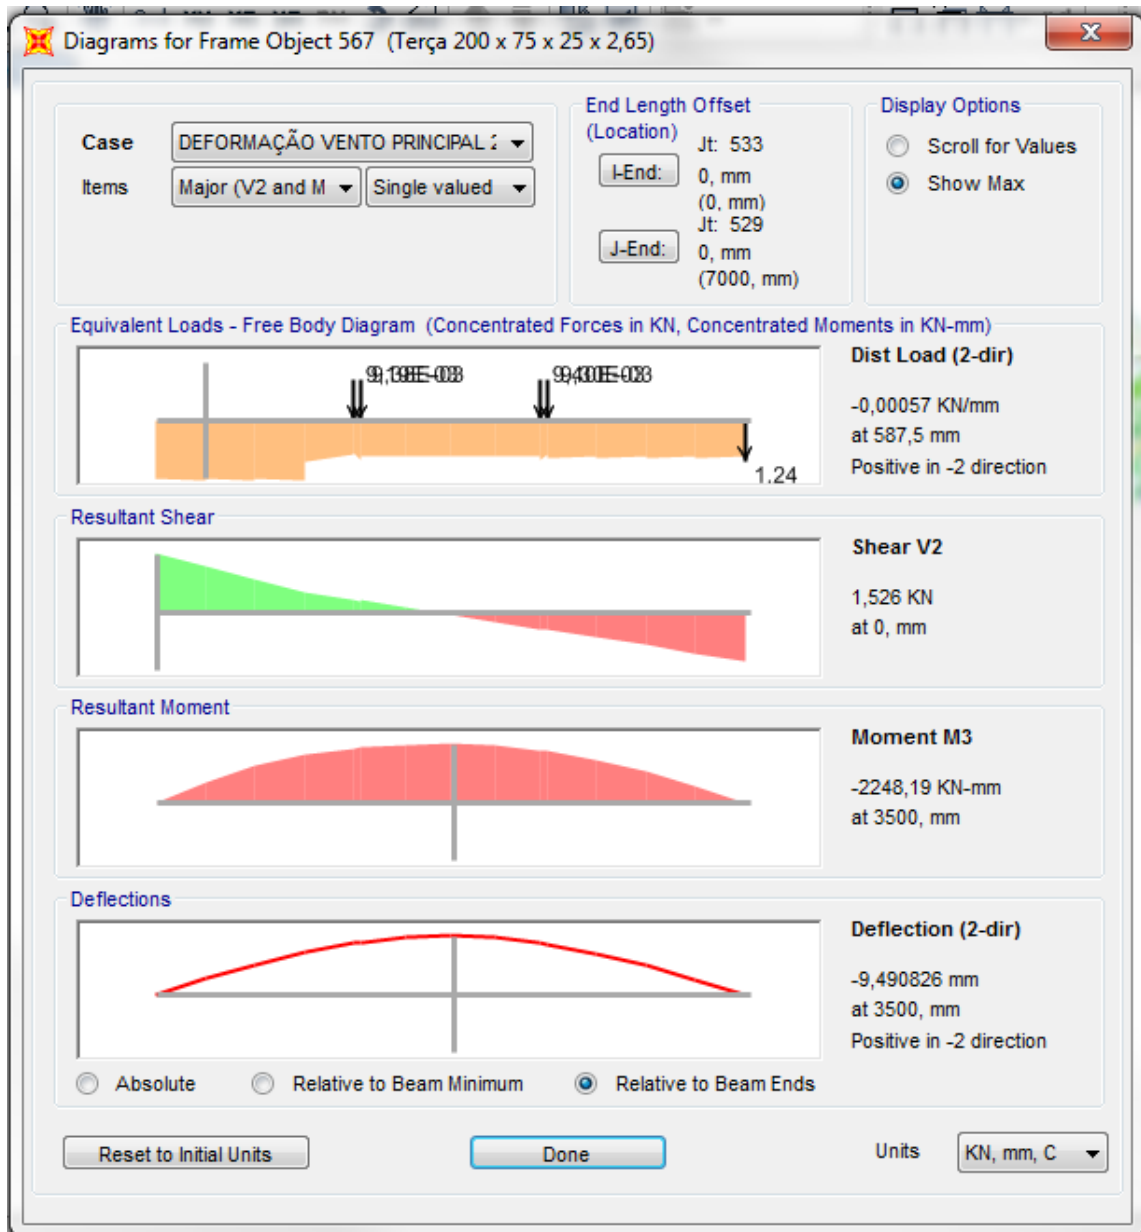 Diagrams for Frame Object 567 (Terça 200 x 75 x 25 x 2,65)
Case
DEFORMAÇÃO VENTO PRINCIPAL 2
Items
Major (V2 and M
Single valued
End Length Offset
(Location)
I-End:
Jt: 533
0, mm
(0, mm)
J-End:
Jt: 529
0, mm
(7000, mm)
Display Options
Scroll for Values
Show Max
Equivalent Loads - Free Body Diagram (Concentrated Forces in KN, Concentrated Moments in KN-mm)
1.24
Dist Load (2-dir)
-0,00057 KN/mm
at 587,5 mm
Positive in -2 direction
Resultant Shear
Shear V2
1,526 KN
at 0, mm
Resultant Moment
Moment M3
-2248,19 KN-mm
at 3500, mm
Deflections
Deflection (2-dir)
-9,490826 mm
at 3500, mm
Positive in -2 direction
Absolute
Relative to Beam Minimum
Relative to Beam Ends
Reset to Initial Units
Done
Units
KN, mm, C